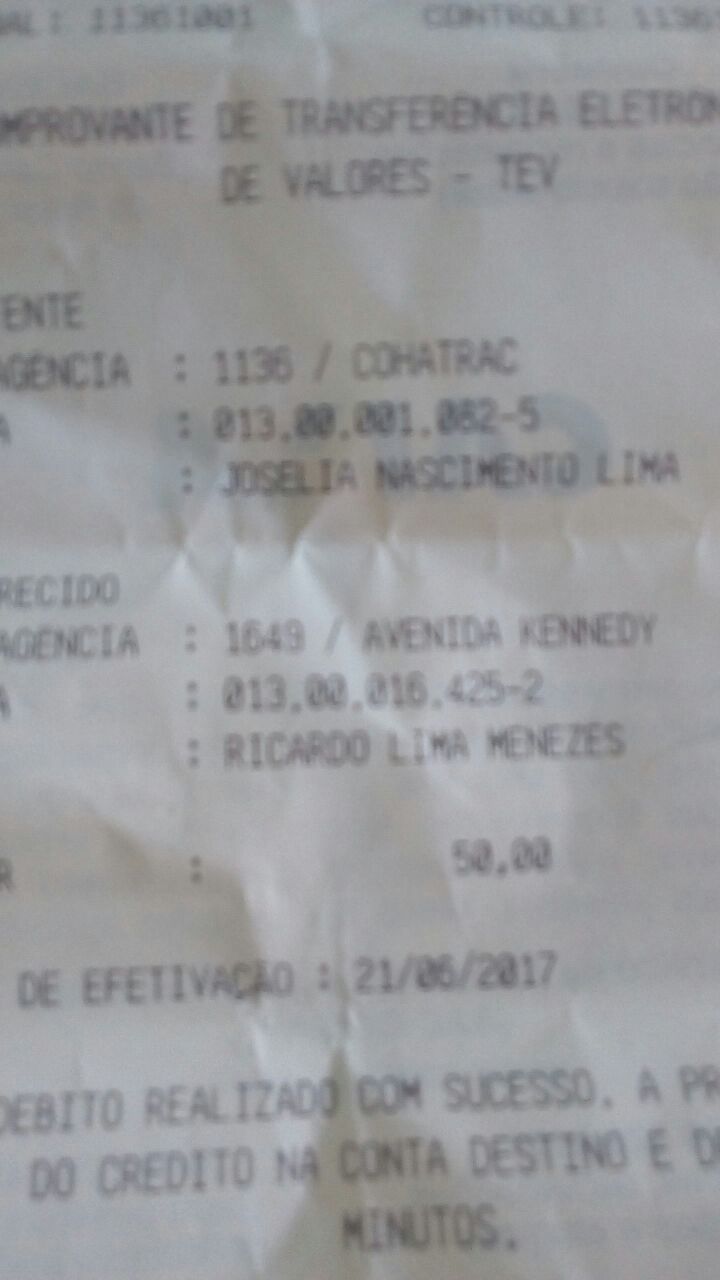 AL: 11361001 CONTROLE: 1136
OMPROVANTE DE TRANSFERENCIA ELETRON
DE VALORES - TEV
TENTE
AGENCIA : 1136 / COHATRAC
A : 013.00.001.082-5
: JOSELIA NASCIMENTO LIMA
RECIDO
AGENCIA : 1649 / AVENIDA KENNEDY
A : 013.00.016.425-2
: RICARDO LIMA MENEZES
R : 50,00
DE EFETIVAÇÃO : 21/06/2017
DEBITO REALIZADO COM SUCESSO. A PR
DO CREDITO NA CONTA DESTINO E D
MINUTOS.